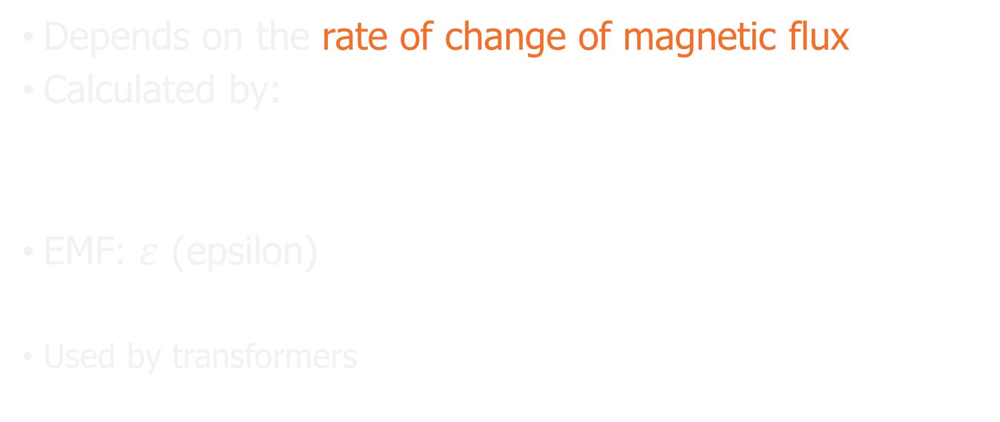 • Depends on the rate of change of magnetic flux
• Calculated by:
• EMF: ε (epsilon)
• Used by transformers